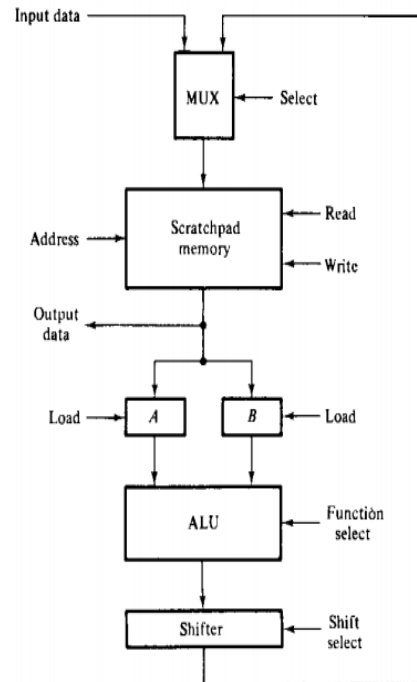 Input data
MUX
Select
Scratchpad
memory
Read
Address
Write
Output
data
Load
A
B
Load
ALU
Function
select
Shifter
Shift
select